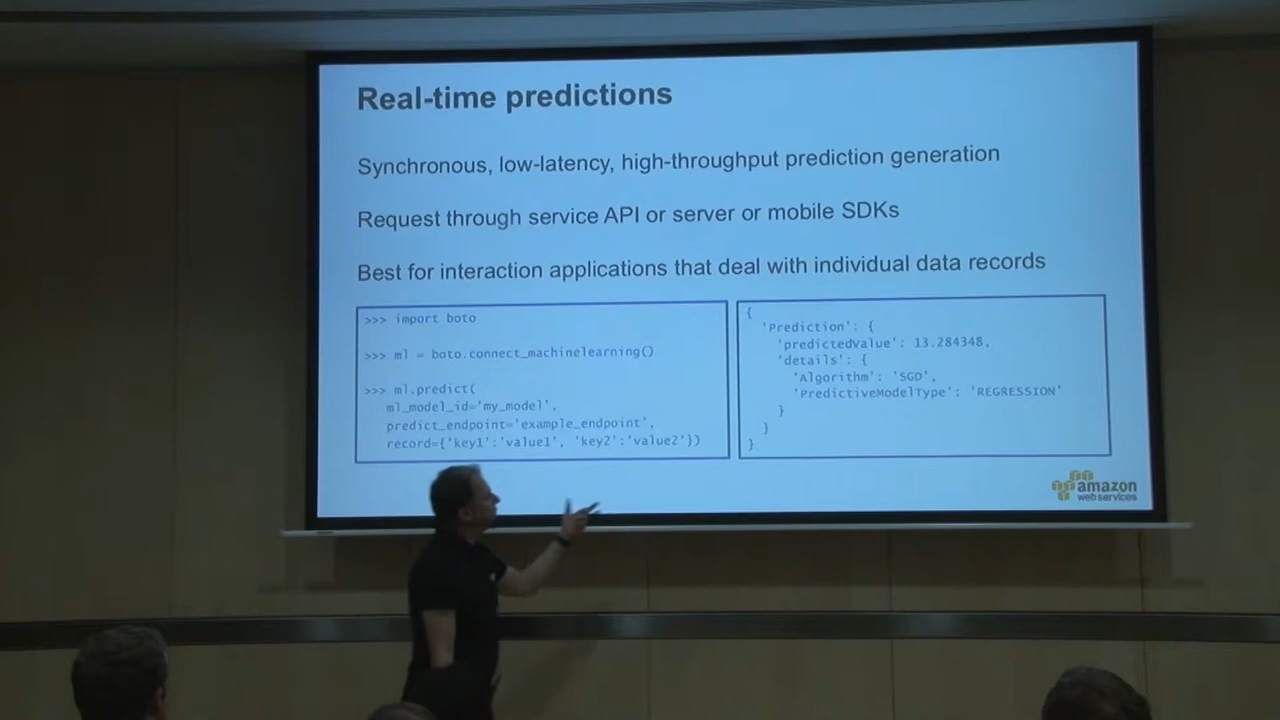 Real-time predictions
Synchronous, low-latency, high-throughput prediction generation
Request through service API or server or mobile SDKs
Best for interaction applications that deal with individual data records
>>> import boto
>>> ml = boto.connect_machinelearning()
>>> ml.predict(
ml_model_id='my_model',
predict_endpoint='example_endpoint',
record={'key1':'value1', 'key2':'value2'})
{
'Prediction': {
'predictedValue': 13.284348,
'details': {
'Algorithm': 'SGD',
'PredictiveModelType': 'REGRESSION'
}
}
}
amazon
web services